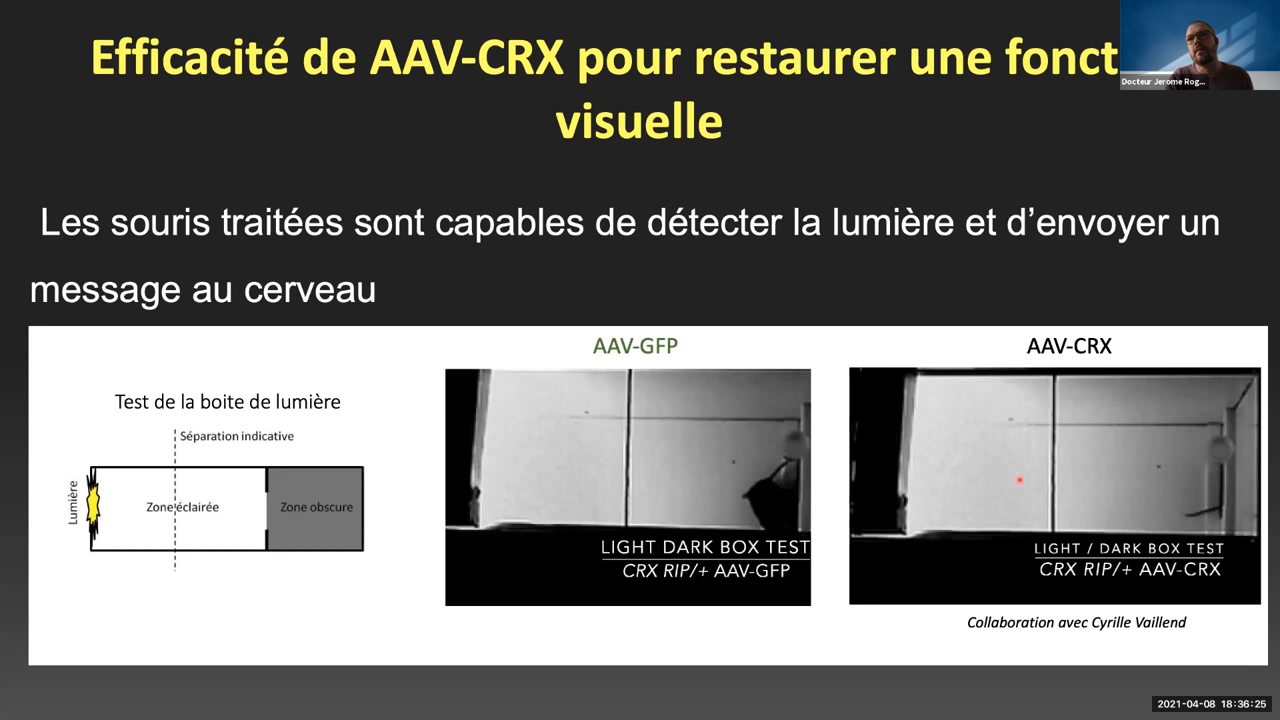 Efficacité de AAV-CRX pour restaurer une fonct
visuelle
Docteur Jerome Rog...
Les souris traitées sont capables de détecter la lumière et d’envoyer un
message au cerveau
AAV-GFP
AAV-CRX
Test de la boite de lumière
Séparation indicative
Lumière
Zone éclairée
Zone obscure
LIGHT DARK BOX TEST
CRX RIP/+ AAV-GFP
LIGHT / DARK BOX TEST
CRX RIP/+ AAV-CRX
Collaboration avec Cyrille Vaillend
2021-04-08 18:36:25